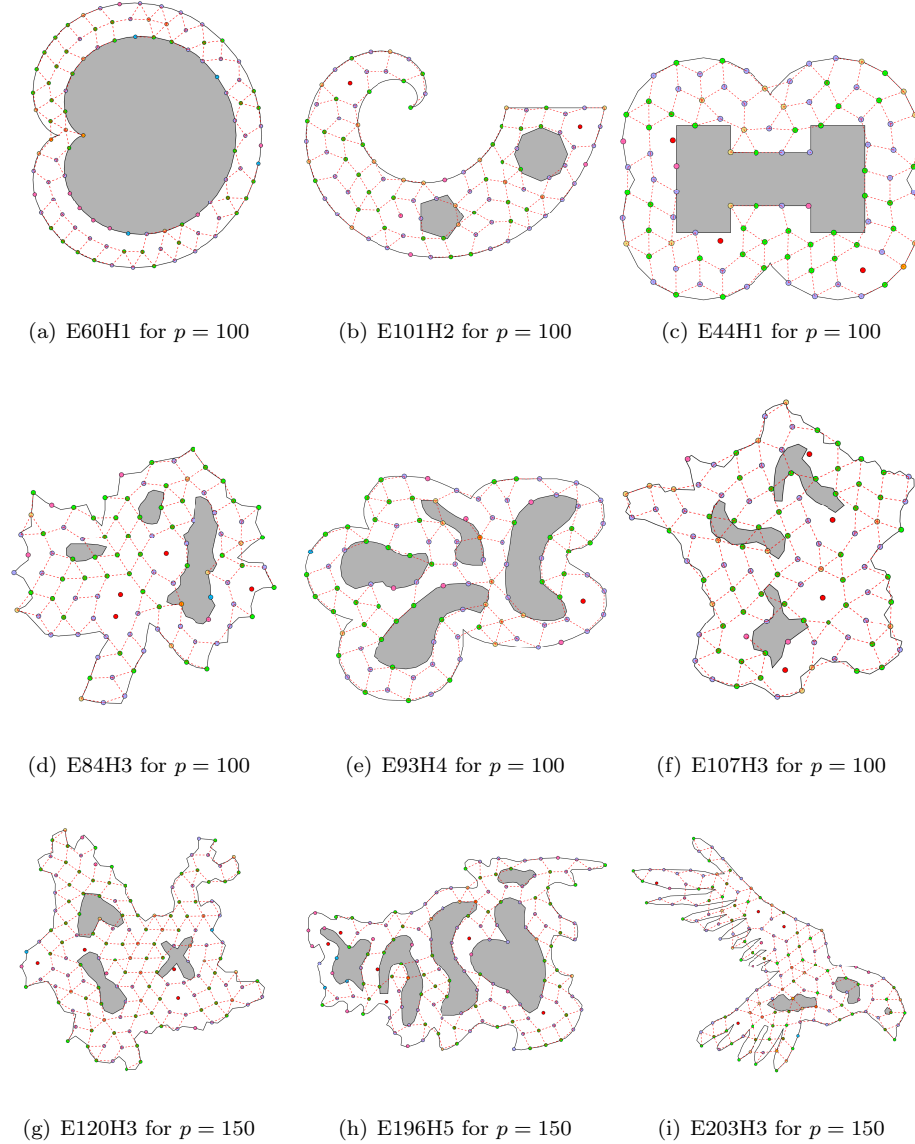 (a) E60H1 for p = 100
(b) E101H2 for p = 100
(c) E44H1 for p = 100
(d) E84H3 for p = 100
(e) E93H4 for p = 100
(f) E107H3 for p = 100
(g) E120H3 for p = 150
(h) E196H5 for p = 150
(i) E203H3 for p = 150